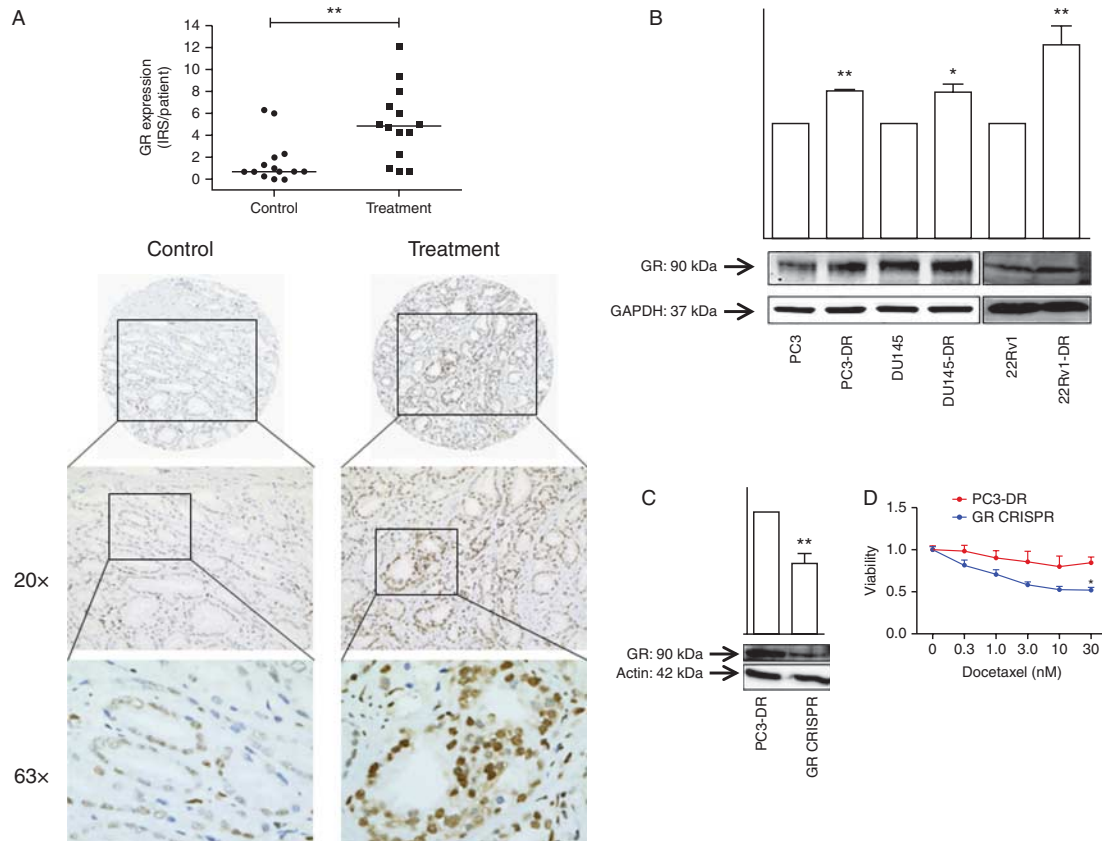 A
**
GR expression
(IRS/patient)
14
12
10
8
6
4
2
0
Control
Treatment
Control
Treatment
20×
63×
B
**
*
**
GR: 90 kDa
GAPDH: 37 kDa
PC3
PC3-DR
DU145
DU145-DR
22Rv1
22Rv1-DR
C
**
GR: 90 kDa
Actin: 42 kDa
PC3-DR
GR CRISPR
D
PC3-DR
GR CRISPR
Viability
1.5
1.0
0.5
0.0
*
0 0.3 1.0 3.0 10 30
Docetaxel (nM)